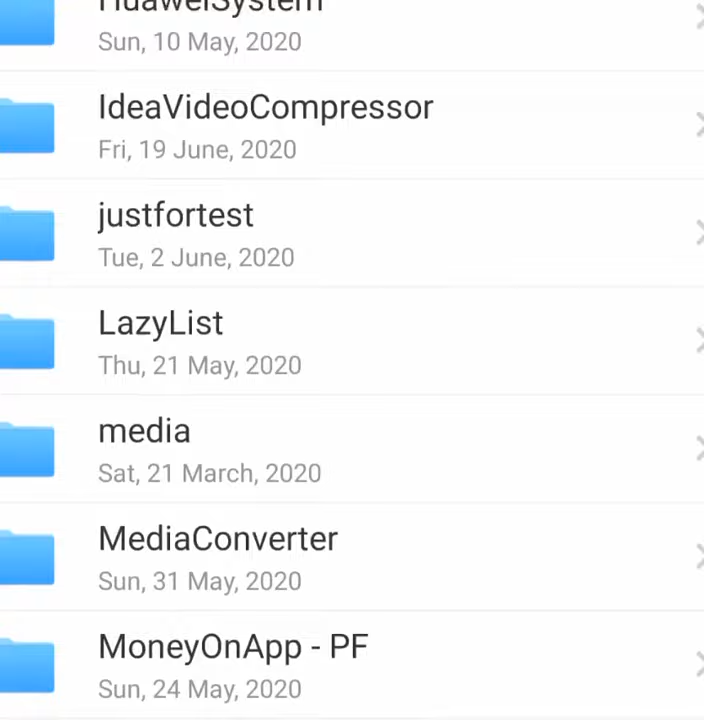 HuaweiSystem
Sun, 10 May, 2020
IdeaVideoCompressor
Fri, 19 June, 2020
justfortest
Tue, 2 June, 2020
LazyList
Thu, 21 May, 2020
media
Sat, 21 March, 2020
MediaConverter
Sun, 31 May, 2020
MoneyOnApp - PF
Sun, 24 May, 2020